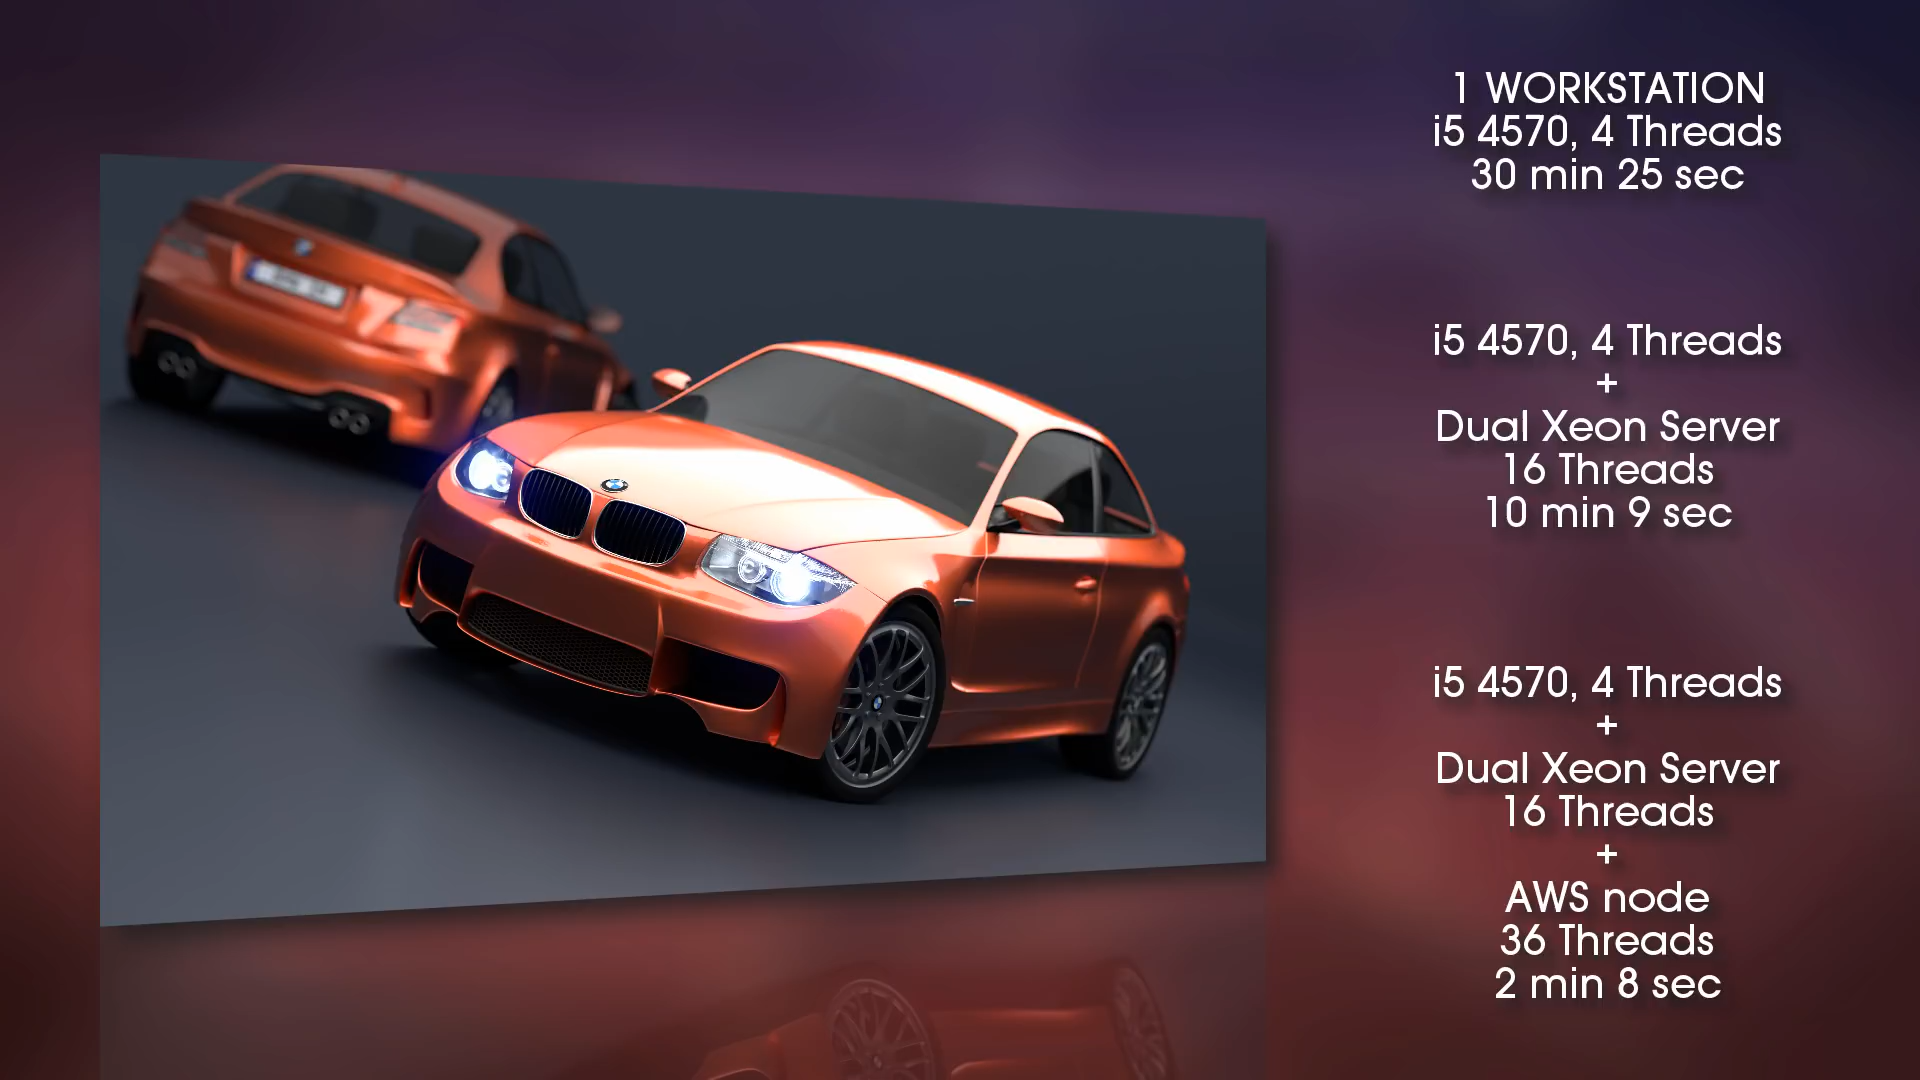 1 WORKSTATION
i5 4570, 4 Threads
30 min 25 sec
i5 4570, 4 Threads
+
Dual Xeon Server
16 Threads
10 min 9 sec
i5 4570, 4 Threads
+
Dual Xeon Server
16 Threads
+
AWS node
36 Threads
2 min 8 sec